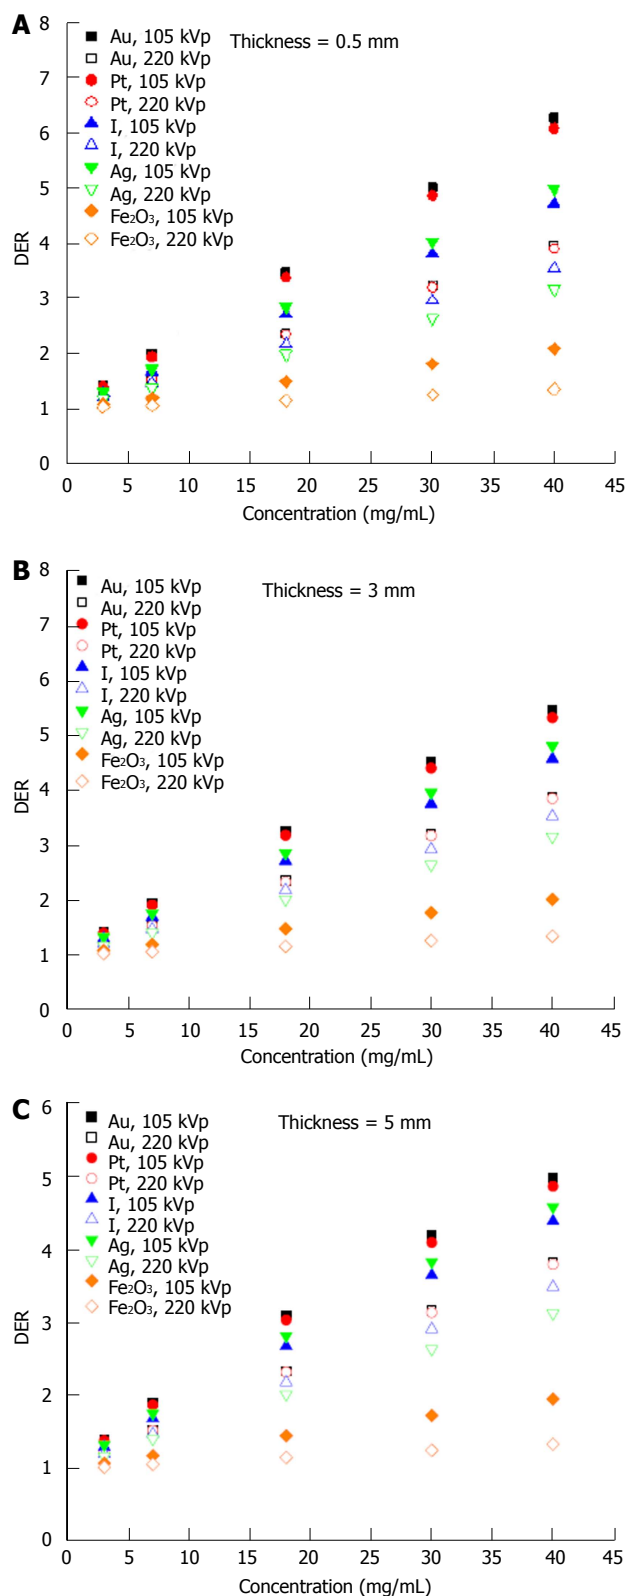 A
Thickness = 0.5 mm
Au, 105 kVp
Au, 220 kVp
Pt, 105 kVp
Pt, 220 kVp
I, 105 kVp
I, 220 kVp
Ag, 105 kVp
Ag, 220 kVp
Fe₂O₃, 105 kVp
Fe₂O₃, 220 kVp
DER
8
7
6
5
4
3
2
1
0
0 5 10 15 20 25 30 35 40 45
Concentration (mg/mL)
B
Thickness = 3 mm
Au, 105 kVp
Au, 220 kVp
Pt, 105 kVp
Pt, 220 kVp
I, 105 kVp
I, 220 kVp
Ag, 105 kVp
Ag, 220 kVp
Fe₂O₃, 105 kVp
Fe₂O₃, 220 kVp
DER
8
7
6
5
4
3
2
1
0
0 5 10 15 20 25 30 35 40 45
Concentration (mg/mL)
C
Thickness = 5 mm
Au, 105 kVp
Au, 220 kVp
Pt, 105 kVp
Pt, 220 kVp
I, 105 kVp
I, 220 kVp
Ag, 105 kVp
Ag, 220 kVp
Fe₂O₃, 105 kVp
Fe₂O₃, 220 kVp
DER
6
5
4
3
2
1
0
0 5 10 15 20 25 30 35 40 45
Concentration (mg/mL)